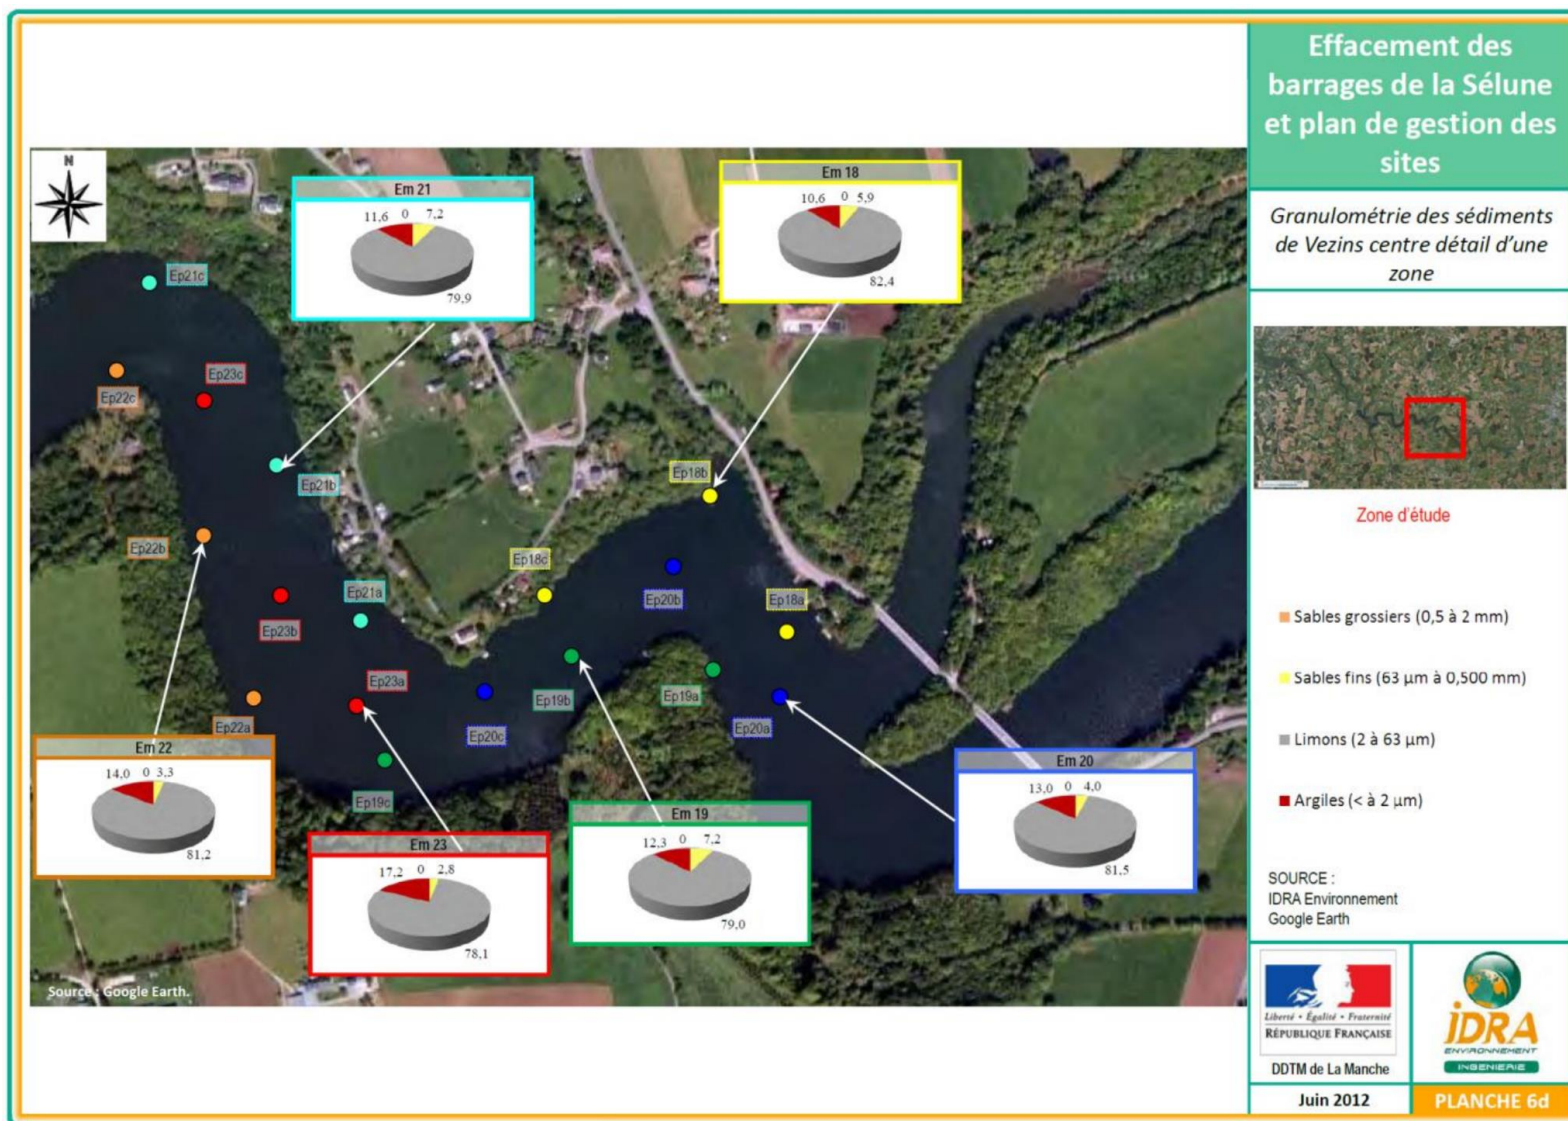 Effacement des
barrages de la Sélune
et plan de gestion des
sites
Granulométrie des sédiments
de Vezins centre détail d'une
zone
Zone d'étude
Sables grossiers (0,5 à 2 mm)
Sables fins (63 µm à 0,500 mm)
Limons (2 à 63 µm)
Argiles (< à 2 µm)
SOURCE :
IDRA Environnement
Google Earth
Liberté • Égalité • Fraternité
RÉPUBLIQUE FRANÇAISE
DDTM de La Manche
IDRA
ENVIRONNEMENT
INGENIERIE
Juin 2012
PLANCHE 6d
N
Em 21
11,6 0 7,2
79,9
Em 18
10,6 0 5,9
82,4
Ep21c
Ep23c
Ep22c
Ep21b
Ep18b
Ep22b
Ep18c
Ep21a
Ep20b
Ep18a
Ep23b
Ep23a
Ep19b
Ep19a
Ep22a
Ep20c
Ep20a
Ep19c
Em 22
14,0 0 3,3
81,2
Em 23
17,2 0 2,8
78,1
Em 19
12,3 0 7,2
79,0
Em 20
13,0 0 4,0
81,5
Source : Google Earth.